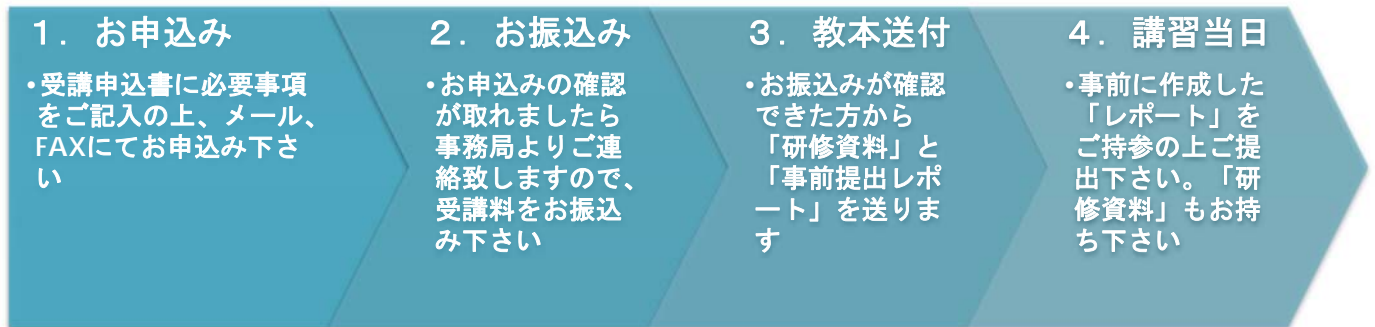 １．お申込み
•受講申込書に必要事項
をご記入の上、メール、
FAXにてお申込み下さ
い
２．お振込み
•お申込みの確認
が取れましたら
事務局よりご連
絡致しますので、
受講料をお振込
み下さい
３．教本送付
•お振込みが確認
できた方から
「研修資料」と
「事前提出レポ
ート」を送りま
す
４．講習当日
•事前に作成した
「レポート」を
ご持参の上ご提
出下さい。「研
修資料」もお持
ち下さい